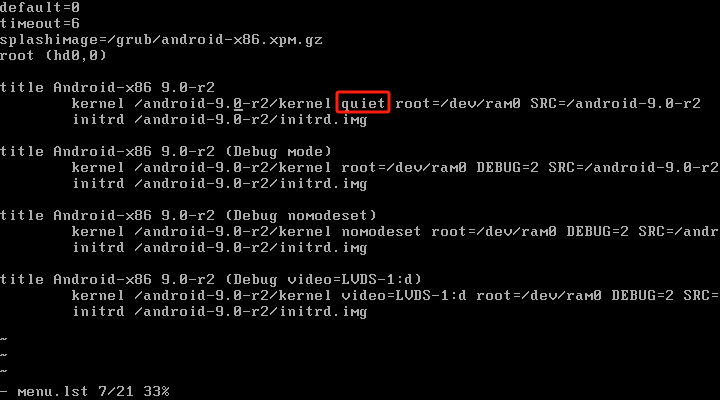 default=0
timeout=6
splashimage=/grub/android-x86.xpm.gz
root (hd0,0)
title Android-x86 9.0-r2
kernel /android-9.0-r2/kernel quiet root=/dev/ram0 SRC=/android-9.0-r2
initrd /android-9.0-r2/initrd.img
title Android-x86 9.0-r2 (Debug mode)
kernel /android-9.0-r2/kernel root=/dev/ram0 DEBUG=2 SRC=/android-9.0-r2
initrd /android-9.0-r2/initrd.img
title Android-x86 9.0-r2 (Debug nomodeset)
kernel /android-9.0-r2/kernel nomodeset root=/dev/ram0 DEBUG=2 SRC=/andr
initrd /android-9.0-r2/initrd.img
title Android-x86 9.0-r2 (Debug video=LVDS-1:d)
kernel /android-9.0-r2/kernel video=LVDS-1:d root=/dev/ram0 DEBUG=2 SRC=
initrd /android-9.0-r2/initrd.img
~
~
~
- menu.lst 7/21 33%